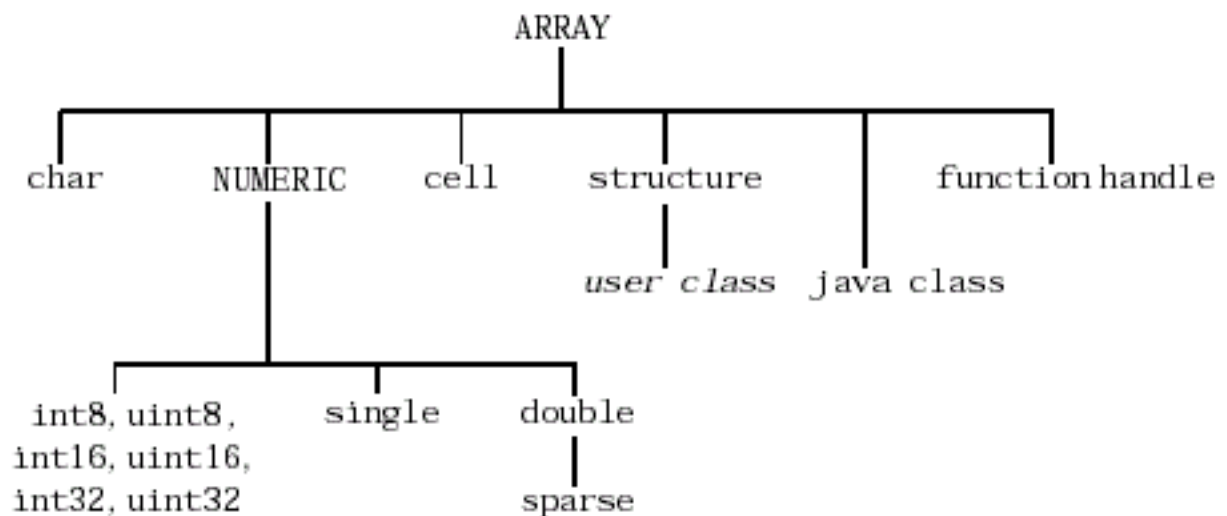 ARRAY
char NUMERIC cell structure function handle
user class java class
int8, uint8, single double
int16, uint16,
int32, uint32 sparse